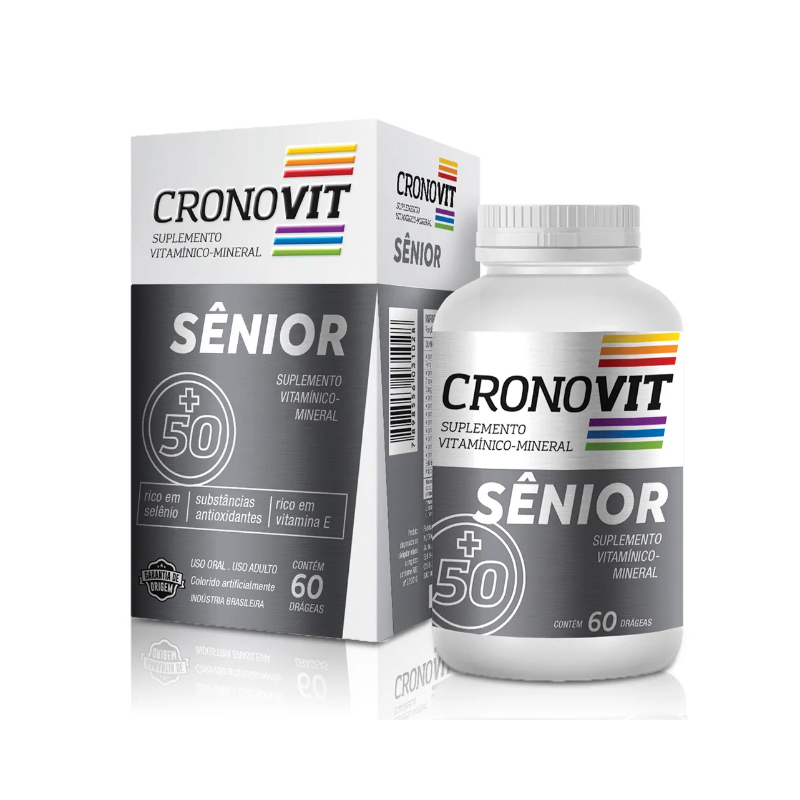 CRONOVIT
SUPLEMENTO
VITAMÍNICO-MINERAL
SÊNIOR
SUPLEMENTO
VITAMÍNICO-
MINERAL
+
50
rico em
selênio
substâncias
antioxidantes
rico em
vitamina E
GARANTIA DE
ORIGEM
USO ORAL . USO ADULTO
Colorido artificialmente
INDÚSTRIA BRASILEIRA
CONTÉM
60
DRÁGEAS
CRONOVIT
SUPLEMENTO
VITAMÍNICO-MINERAL
SÊNIOR
CRONOVIT
SUPLEMENTO
VITAMÍNICO-MINERAL
SÊNIOR
SUPLEMENTO
VITAMÍNICO-
MINERAL
+
50
CONTÉM 60 DRÁGEAS